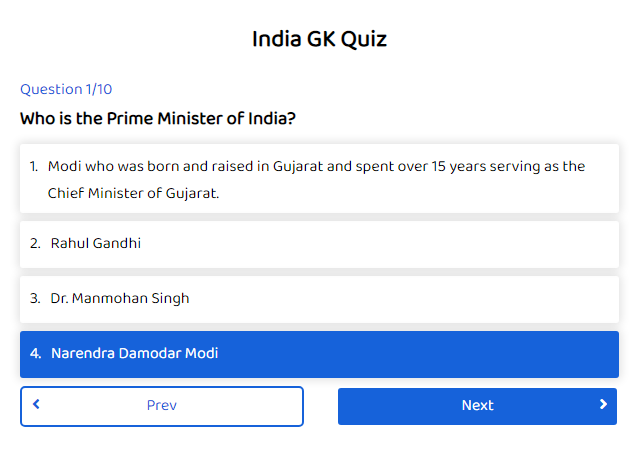 India GK Quiz
Question 1/10
Who is the Prime Minister of India?
1. Modi who was born and raised in Gujarat and spent over 15 years serving as the
Chief Minister of Gujarat.
2. Rahul Gandhi
3. Dr. Manmohan Singh
4. Narendra Damodar Modi
Prev
Next